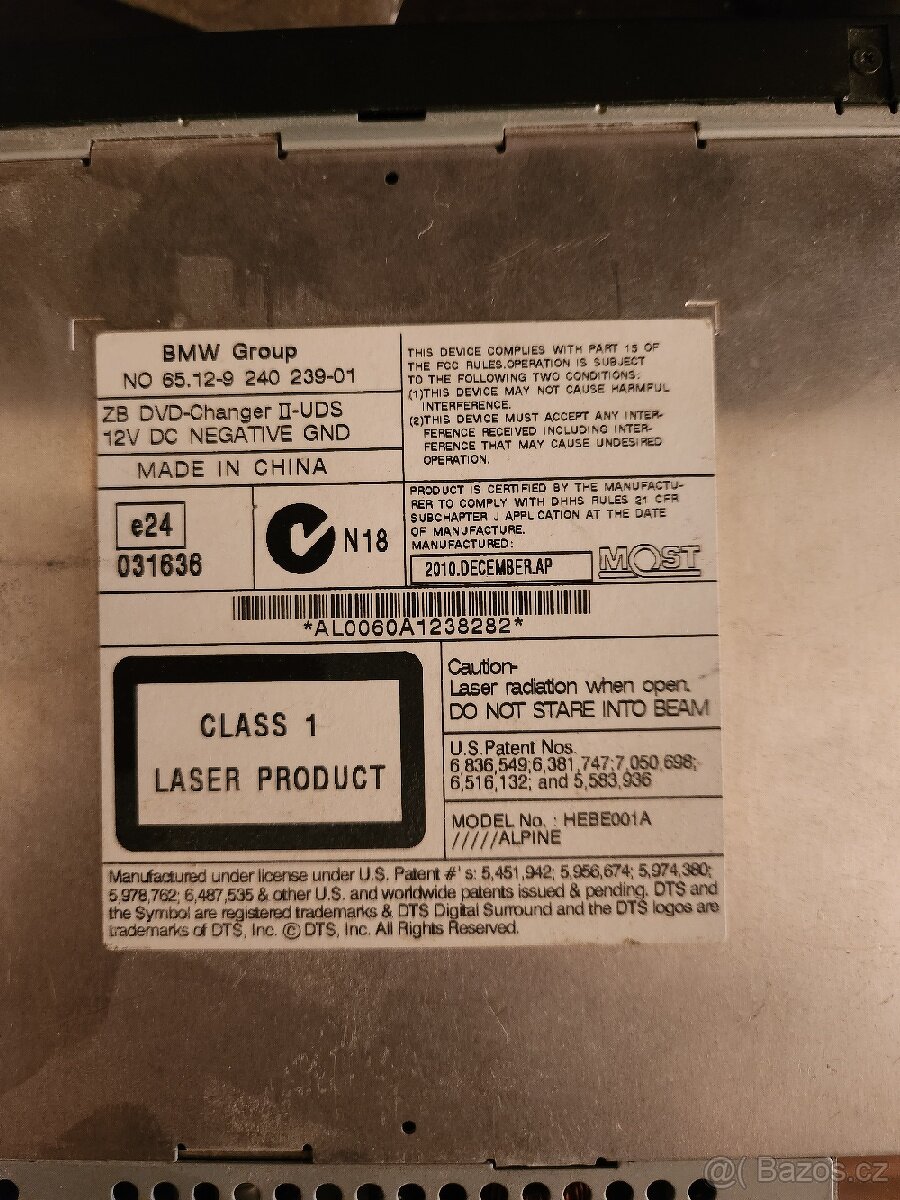 BMW Group
NO 65.12-9 240 239-01
ZB DVD-Changer II-UDS
12V DC NEGATIVE GND
MADE IN CHINA
THIS DEVICE COMPLIES WITH PART 15 OF
THE FCC RULES.OPERATION IS SUBJECT
TO THE FOLLOWING TWO CONDITIONS.
(1)THIS DEVICE MAY NOT CAUSE HARMFUL
INTERFERENCE.
(2)THIS DEVICE MUST ACCEPT ANY INTER-
FERENCE RECEIVED INCLUDING INTER-
FERENCE THAT MAY CAUSE UNDESIRED
OPERATION.
e24
031636
N18
PRODUCT IS CERTIFIED BY THE MANUFACTU-
RER TO COMPLY WITH DHHS RULES 21 CFR
SUBCHAPTER J APPLICATION AT THE DATE
OF MANUFACTURE.
MANUFACTURED:
2010.DECEMBER.AP
MOST
*AL0060A1238282*
CLASS 1
LASER PRODUCT
Caution-
Laser radiation when open.
DO NOT STARE INTO BEAM
U.S.Patent Nos.
6,836,549;6,381,747;7,050,698;
6,516,132; and 5,583,936
MODEL No. : HEBE001A
/////ALPINE
Manufactured under license under U.S. Patent #'s: 5,451,942; 5,956,674; 5,974,380;
5,978,762; 6,487,535 & other U.S. and worldwide patents issued & pending. DTS and
the Symbol are registered trademarks & DTS Digital Surround and the DTS logos are
trademarks of DTS, Inc. © DTS, Inc. All Rights Reserved.
@( Bazos.cz